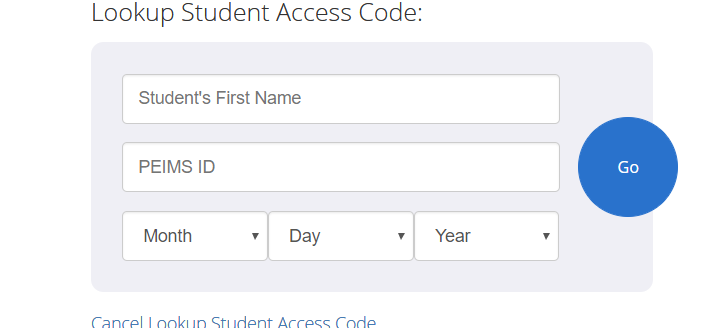 Lookup Student Access Code:
Student's First Name
PEIMS ID
Go
Month Day Year
Cancel Lookup Student Access Code